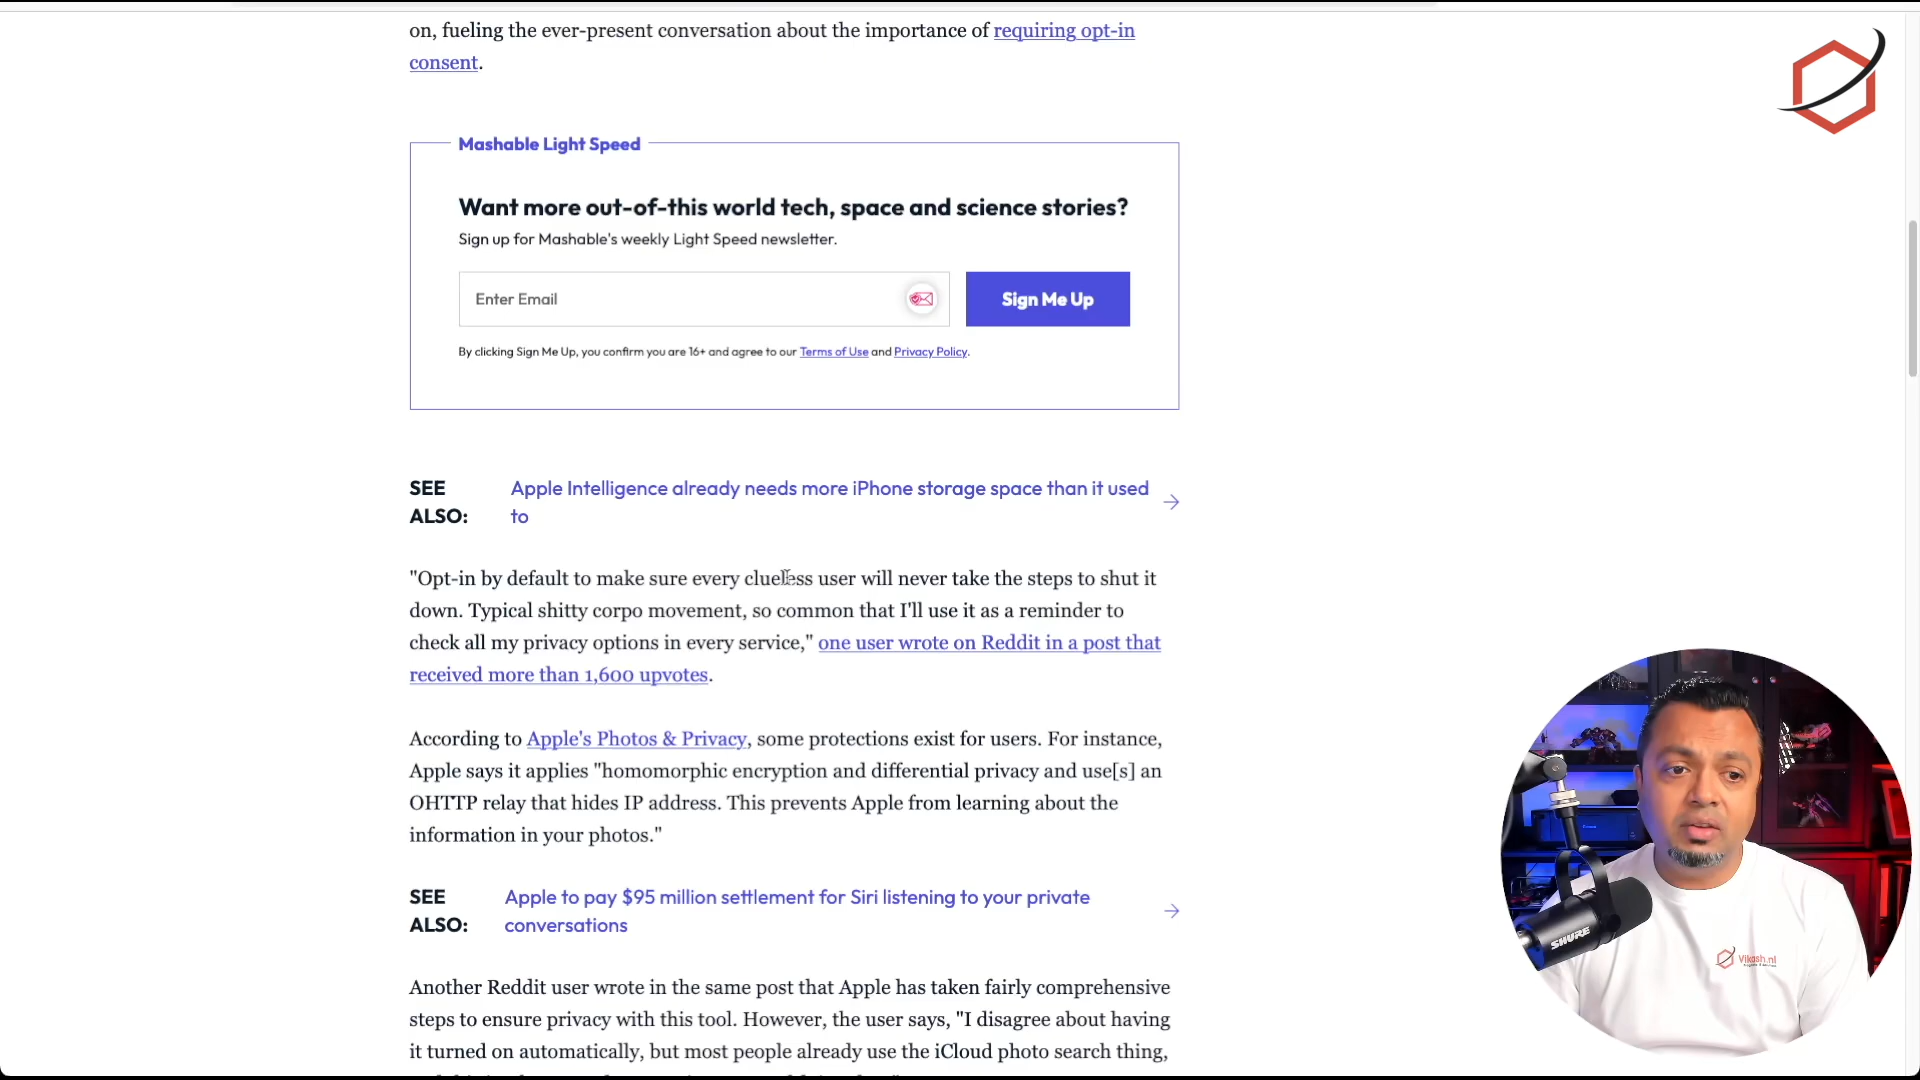 on, fueling the ever-present conversation about the importance of requiring opt-in
consent.
Mashable Light Speed
Want more out-of-this world tech, space and science stories?
Sign up for Mashable's weekly Light Speed newsletter.
Enter Email
Sign Me Up
By clicking Sign Me Up, you confirm you are 16+ and agree to our Terms of Use and Privacy Policy.
SEE
ALSO:
Apple Intelligence already needs more iPhone storage space than it used
to
"Opt-in by default to make sure every clueless user will never take the steps to shut it
down. Typical shitty corpo movement, so common that I'll use it as a reminder to
check all my privacy options in every service," one user wrote on Reddit in a post that
received more than 1,600 upvotes.
According to Apple's Photos & Privacy, some protections exist for users. For instance,
Apple says it applies "homomorphic encryption and differential privacy and use[s] an
OHTTP relay that hides IP address. This prevents Apple from learning about the
information in your photos."
SEE
ALSO:
Apple to pay $95 million settlement for Siri listening to your private
conversations
Another Reddit user wrote in the same post that Apple has taken fairly comprehensive
steps to ensure privacy with this tool. However, the user says, "I disagree about having
it turned on automatically, but most people already use the iCloud photo search thing,
SHURE
Vikash.nl